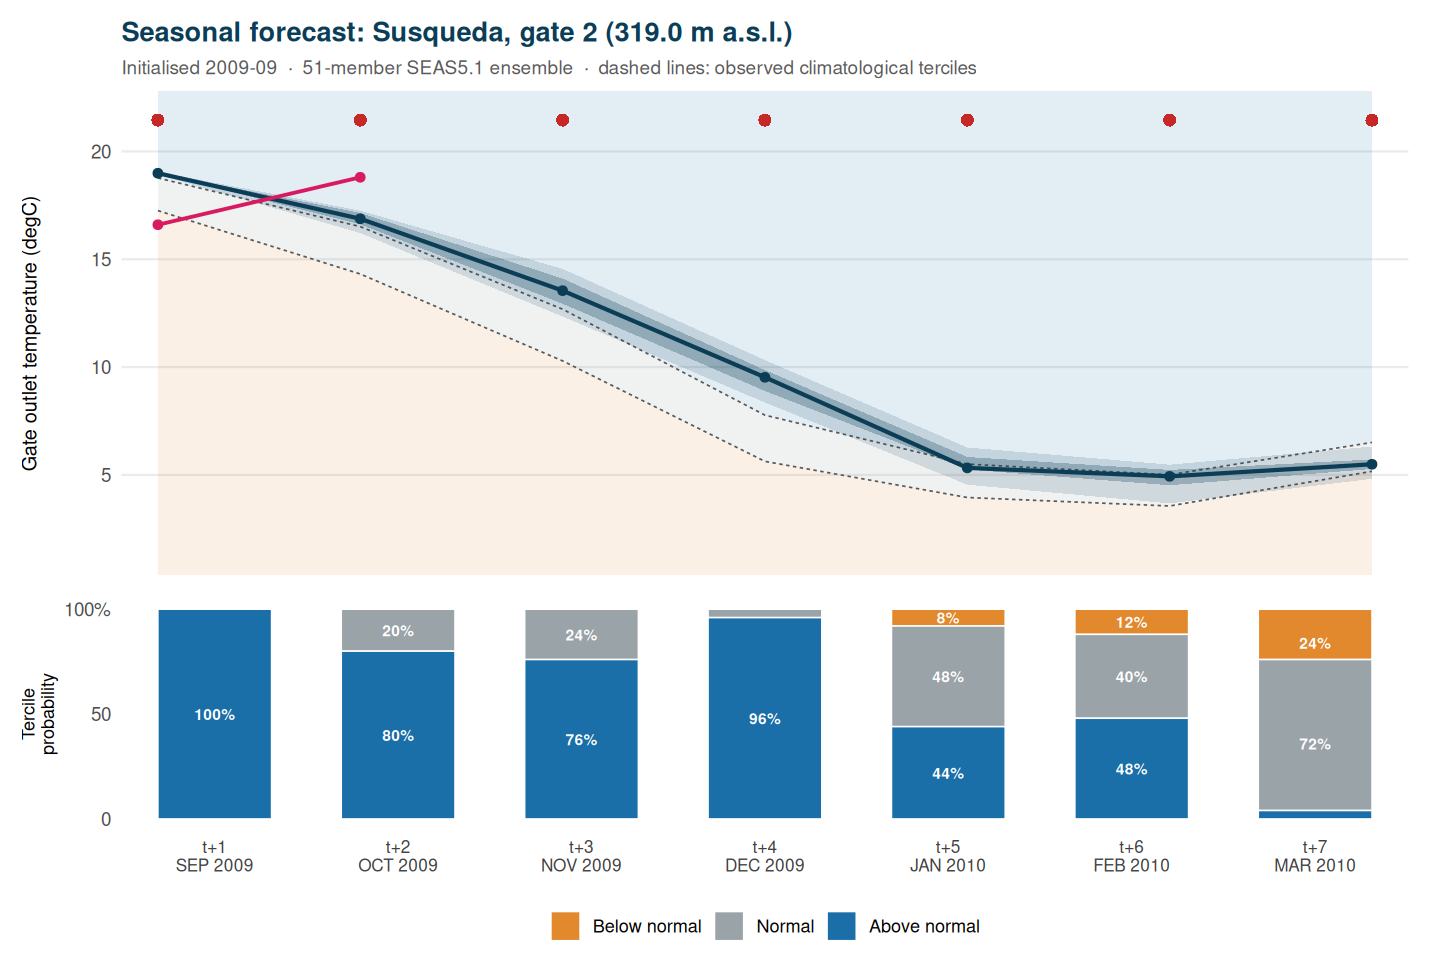 Seasonal forecast: Susqueda, gate 2 (319.0 m a.s.l.)
Initialised 2009-09 · 51-member SEAS5.1 ensemble · dashed lines: observed climatological terciles
Gate outlet temperature (degC)
20
15
10
5
Tercile
probability
100%
50
0
100%
20%
80%
24%
76%
96%
8%
48%
44%
12%
40%
48%
24%
72%
t+1
SEP 2009
t+2
OCT 2009
t+3
NOV 2009
t+4
DEC 2009
t+5
JAN 2010
t+6
FEB 2010
t+7
MAR 2010
Below normal
Normal
Above normal